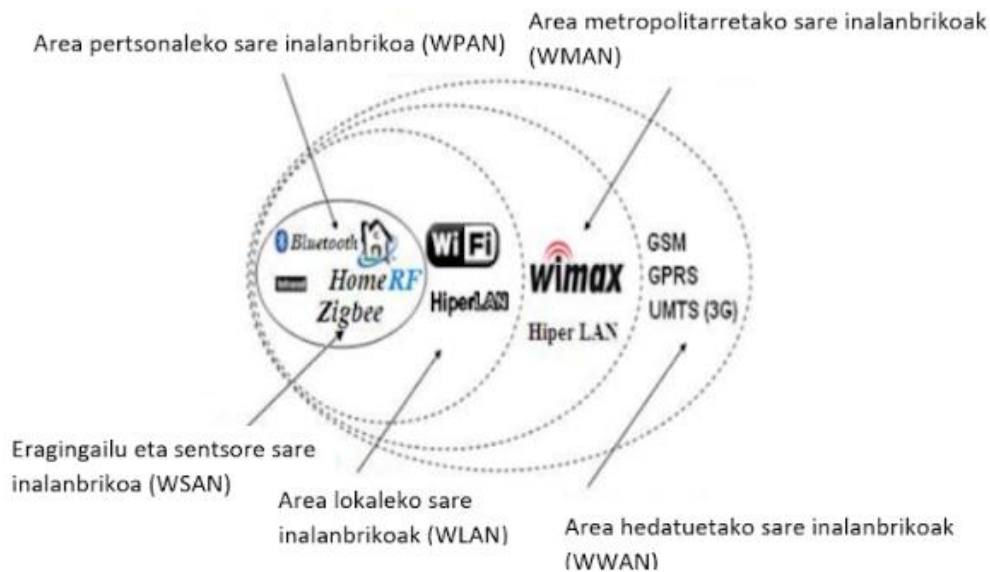 Area pertsonaleko sare inalanbrikoa (WPAN)
Area metropolitarretako sare inalanbrikoak
(WMAN)
Bluetooth
HomeRF
Zigbee
WiFi
HiperLAN
wimax
Hiper LAN
GSM
GPRS
UMTS (3G)
Eragingailu eta sentsore sare
inalanbrikoa (WSAN)
Area lokaleko sare
inalanbrikoak (WLAN)
Area hedatuetako sare inalanbrikoak
(WWAN)